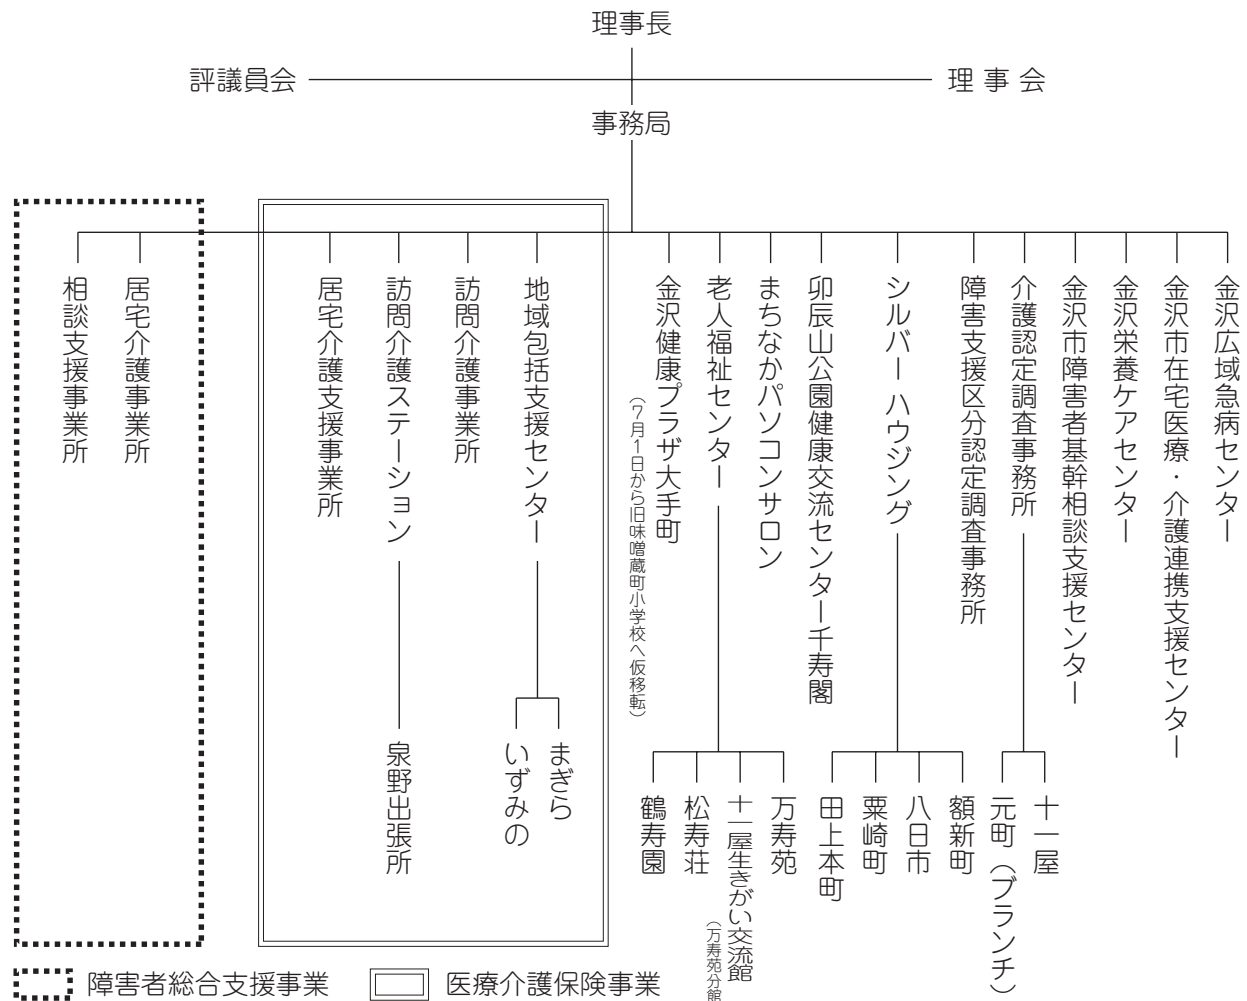 理事長
評議員会
理事会
事務局
金沢広域急病センター
金沢市在宅医療・介護連携支援センター
金沢栄養ケアセンター
金沢市障害者基幹相談支援センター
介護認定調査事務所
十一屋
元町（ブランチ）
障害支援区分認定調査事務所
シルバー ハウジング
額新町
八日市
粟崎町
田上本町
卯辰山公園健康交流センター千寿閣
まちなかパソコンサロン
老人福祉センター
万寿苑
十一屋生きがい交流館
（万寿苑分館
松寿荘
鶴寿園
金沢健康プラザ大手町
（７月１日から旧味噌蔵町小学校へ仮移転）
地域包括支援センター
まぎら
いずみの
訪問介護事業所
訪問介護ステーション
泉野出張所
居宅介護支援事業所
居宅介護事業所
相談支援事業所
障害者総合支援事業
医療介護保険事業